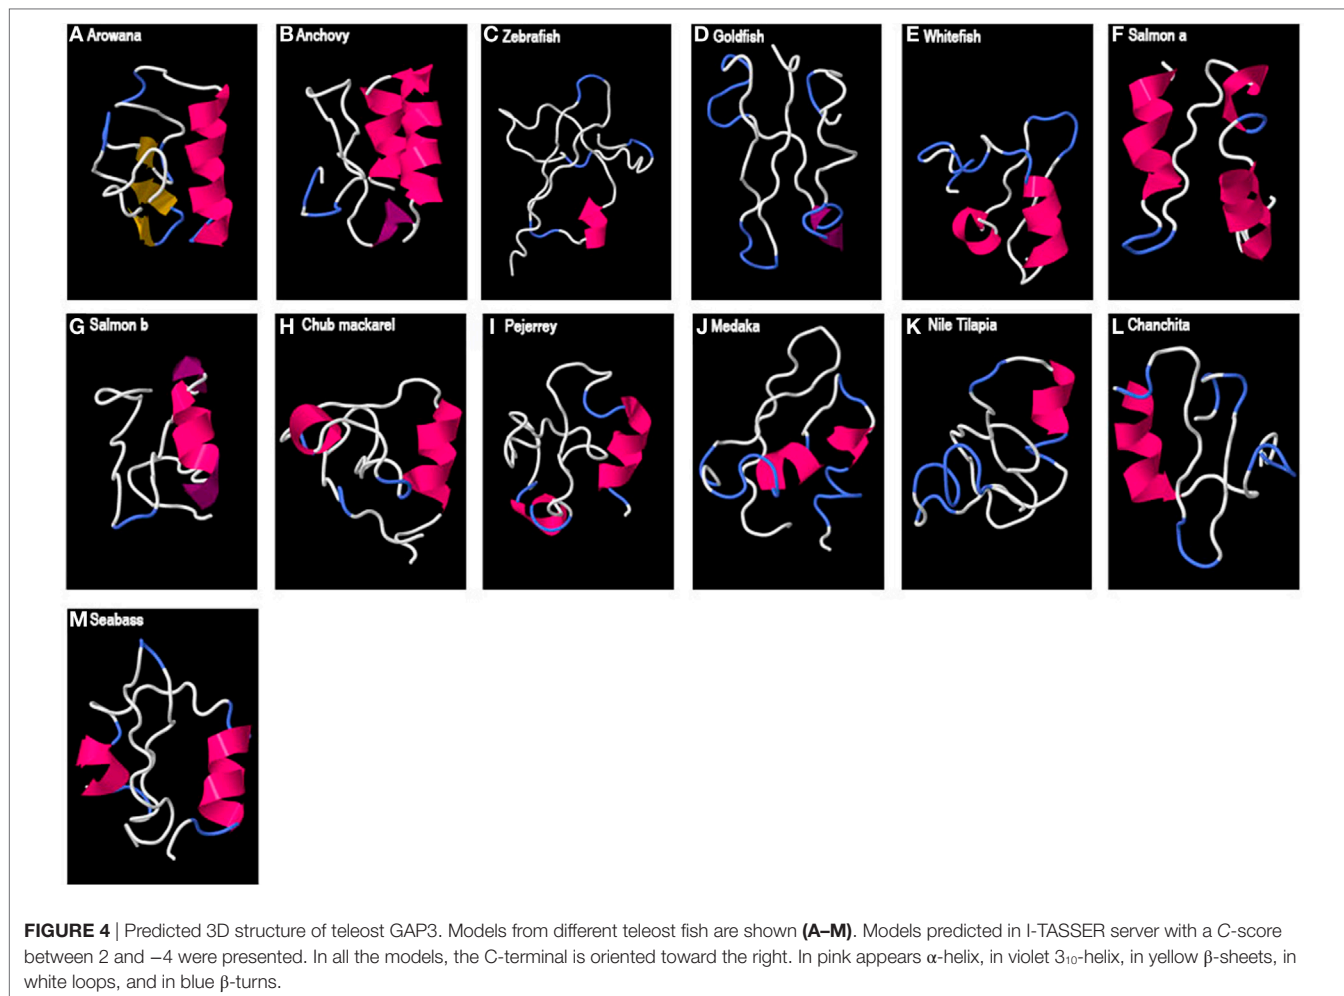 A Arowana
B Anchovy
C Zebrafish
D Goldfish
E Whitefish
F Salmon a
G Salmon b
H Chub mackarel
I Pejerrey
J Medaka
K Nile Tilapia
L Chanchita
M Seabass
FIGURE 4 | Predicted 3D structure of teleost GAP3. Models from different teleost fish are shown (A–M). Models predicted in I-TASSER server with a C-score
between 2 and −4 were presented. In all the models, the C-terminal is oriented toward the right. In pink appears α-helix, in violet 3₁₀-helix, in yellow β-sheets, in
white loops, and in blue β-turns.